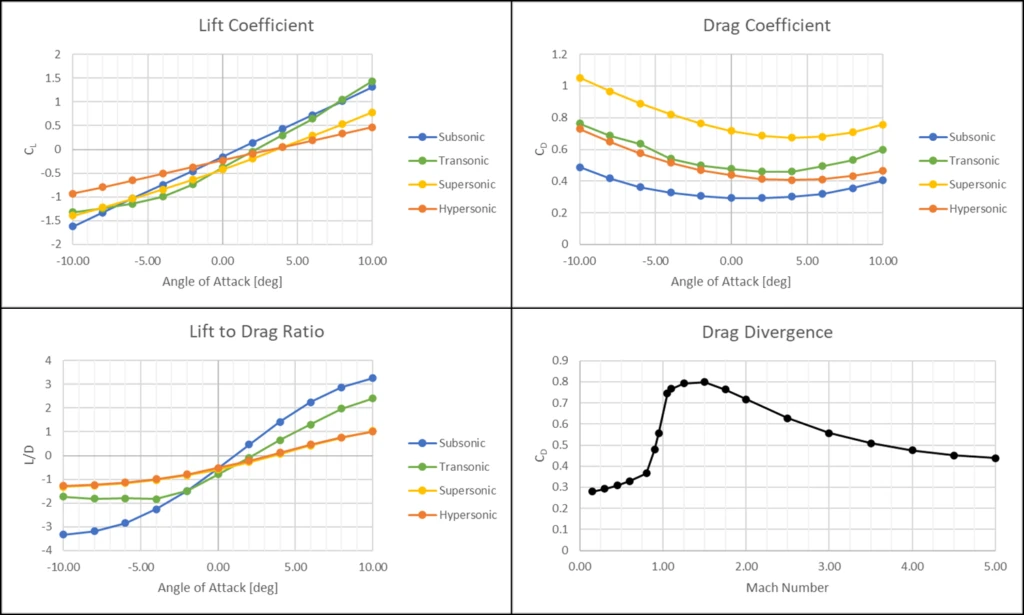 Lift Coefficient
2
1.5
1
0.5
0
-0.5
-1
-1.5
-2
C_L
-10.00 -5.00 0.00 5.00 10.00
Angle of Attack [deg]
Subsonic
Transonic
Supersonic
Hypersonic
Drag Coefficient
1.2
1
0.8
0.6
0.4
0.2
0
C_D
-10.00 -5.00 0.00 5.00 10.00
Angle of Attack [deg]
Subsonic
Transonic
Supersonic
Hypersonic
Lift to Drag Ratio
4
3
2
1
0
-1
-2
-3
-4
L/D
-10.00 -5.00 0.00 5.00 10.00
Angle of Attack [deg]
Subsonic
Transonic
Supersonic
Hypersonic
Drag Divergence
0.9
0.8
0.7
0.6
0.5
0.4
0.3
0.2
0.1
0
C_D
0.00 1.00 2.00 3.00 4.00 5.00
Mach Number